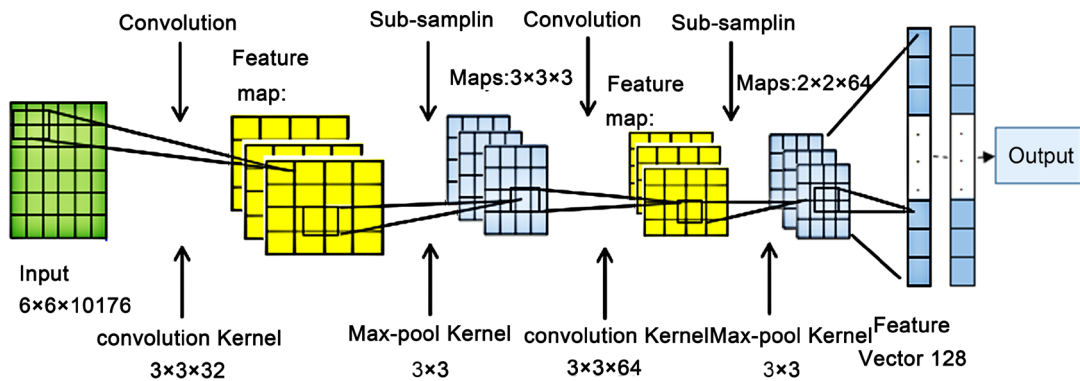 Convolution
Sub-samplin
Convolution
Sub-samplin
Feature
map:
Maps:3×3×3
Feature
map:
Maps:2×2×64
Output
Input
6×6×10176
convolution Kernel
3×3×32
Max-pool Kernel
3×3
convolution Kernel
3×3×64
Max-pool Kernel
3×3
Feature
Vector 128